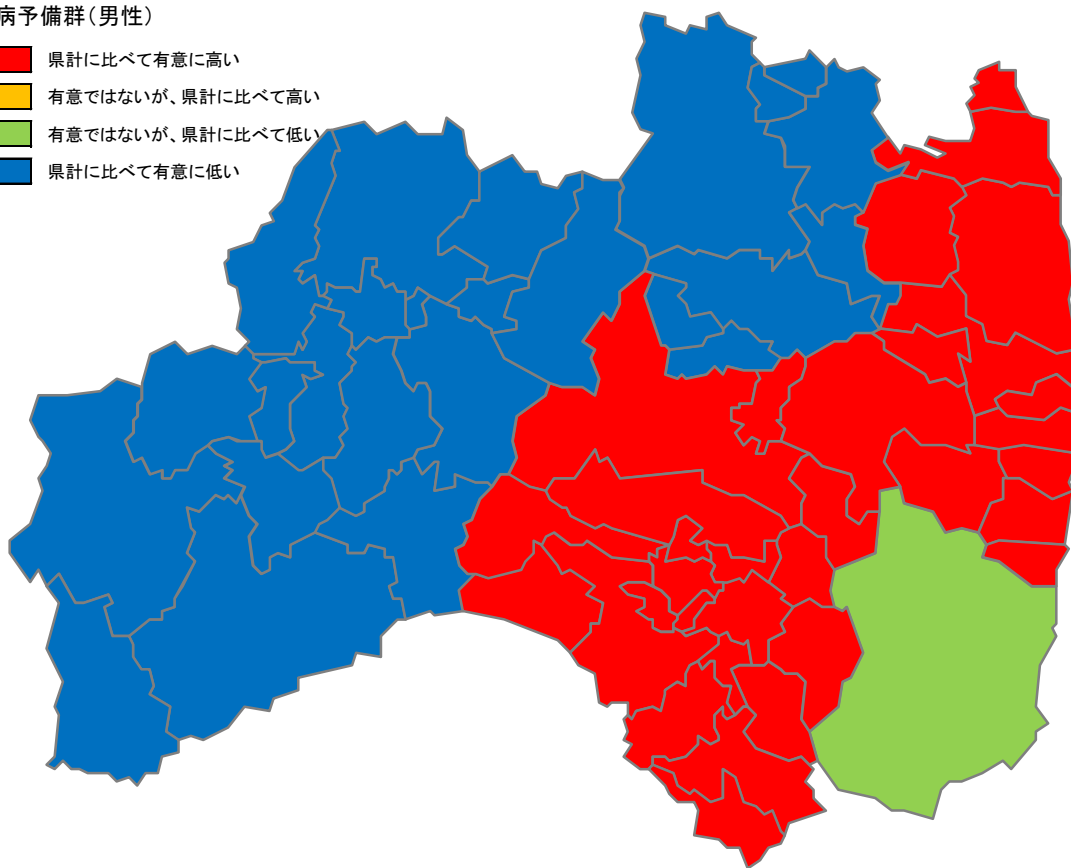 病予備群(男性)
県計に比べて有意に高い
有意ではないが、県計に比べて高い
有意ではないが、県計に比べて低い
県計に比べて有意に低い